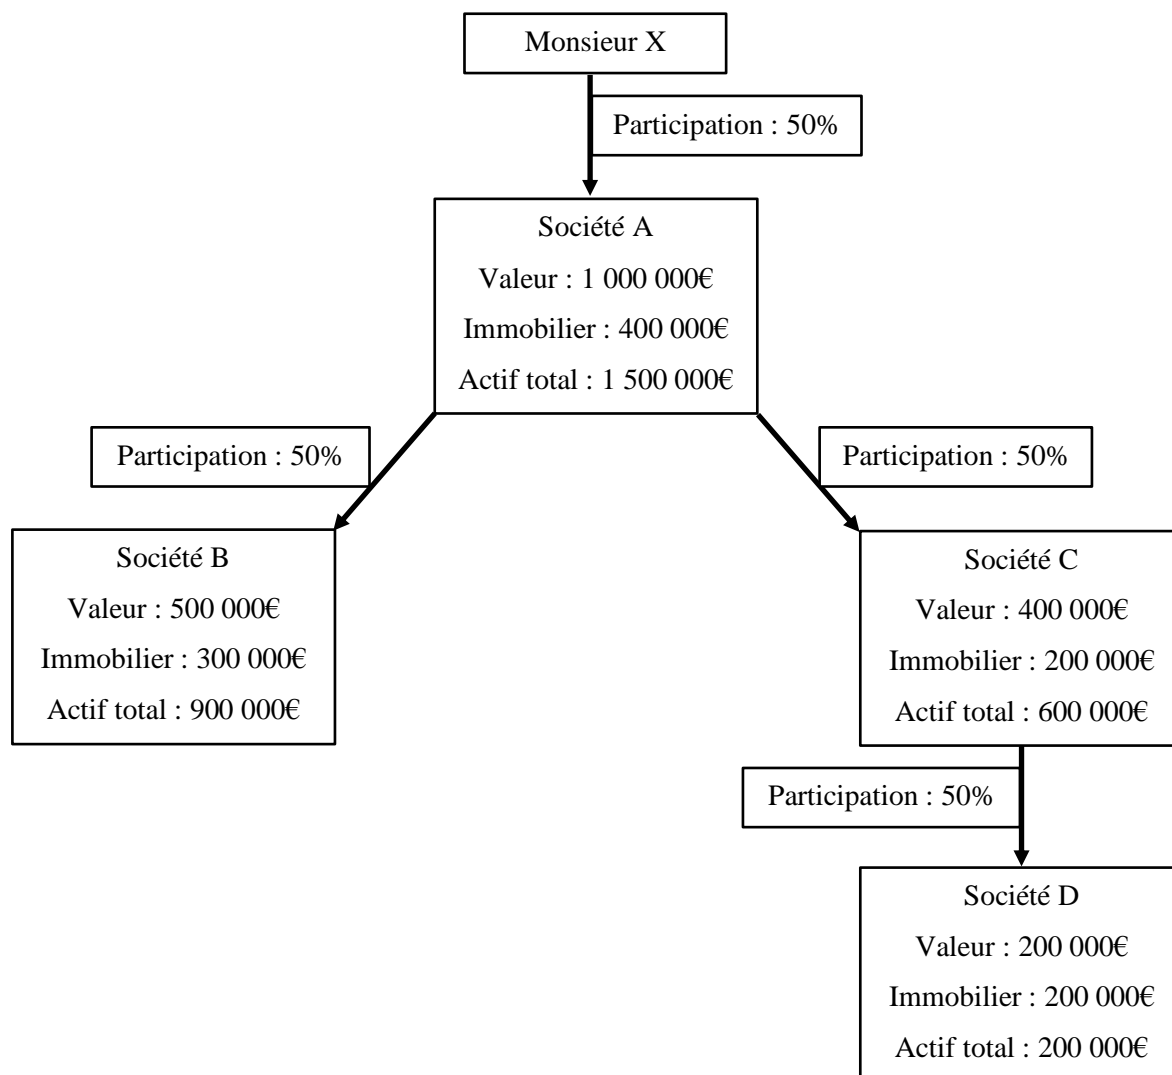 Monsieur X
Participation : 50%
Société A
Valeur : 1 000 000€
Immobilier : 400 000€
Actif total : 1 500 000€
Participation : 50%
Participation : 50%
Société B
Valeur : 500 000€
Immobilier : 300 000€
Actif total : 900 000€
Société C
Valeur : 400 000€
Immobilier : 200 000€
Actif total : 600 000€
Participation : 50%
Société D
Valeur : 200 000€
Immobilier : 200 000€
Actif total : 200 000€